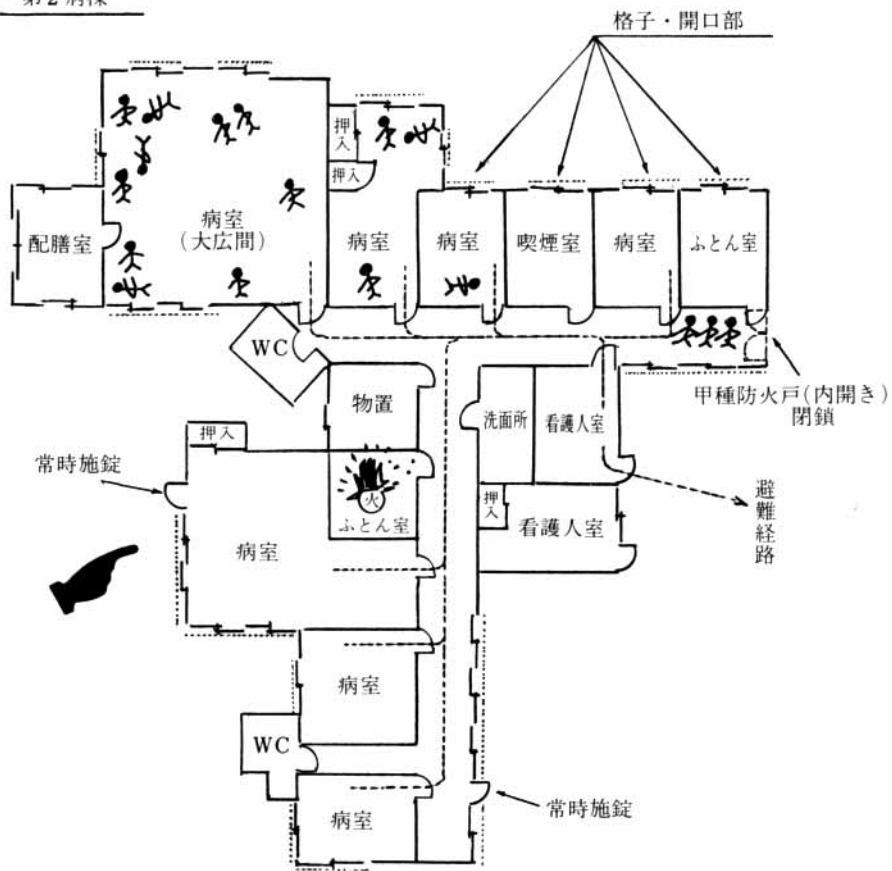 第2病棟
格子・開口部
押入
押入
配膳室
病室
(大広間)
病室
病室
喫煙室
病室
ふとん室
WC
甲種防火戸(内開き)
閉鎖
物置
洗面所
看護人室
押入
常時施錠
火
ふとん室
押入
看護人室
避難経路
病室
病室
WC
常時施錠
病室